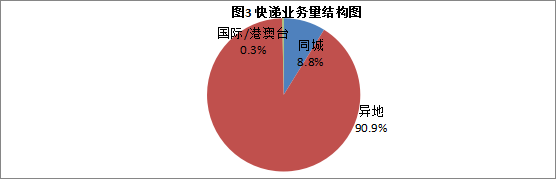 图3 快递业务量结构图
国际/港澳台
0.3%
同城
8.8%
异地
90.9%